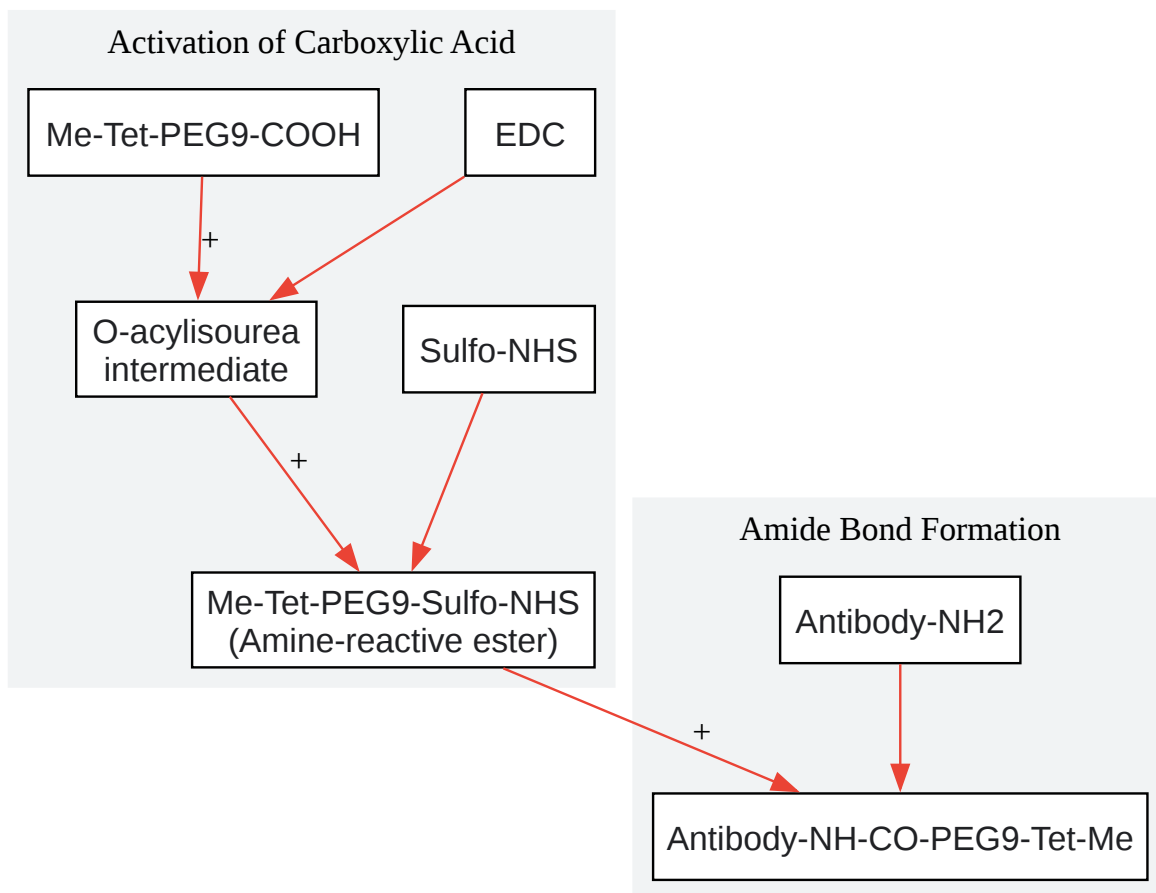 Activation of Carboxylic Acid
Me-Tet-PEG9-COOH
EDC
+
O-acylisourea
intermediate
Sulfo-NHS
+
Me-Tet-PEG9-Sulfo-NHS
(Amine-reactive ester)
Amide Bond Formation
Antibody-NH2
+
Antibody-NH-CO-PEG9-Tet-Me